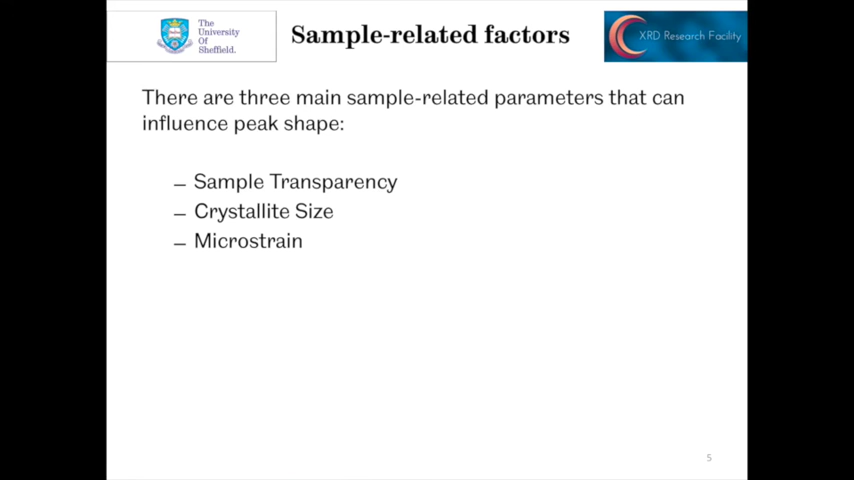 The
University
Of
Sheffield.
Sample-related factors
XRD Research Facility
There are three main sample-related parameters that can
influence peak shape:
– Sample Transparency
– Crystallite Size
– Microstrain
5